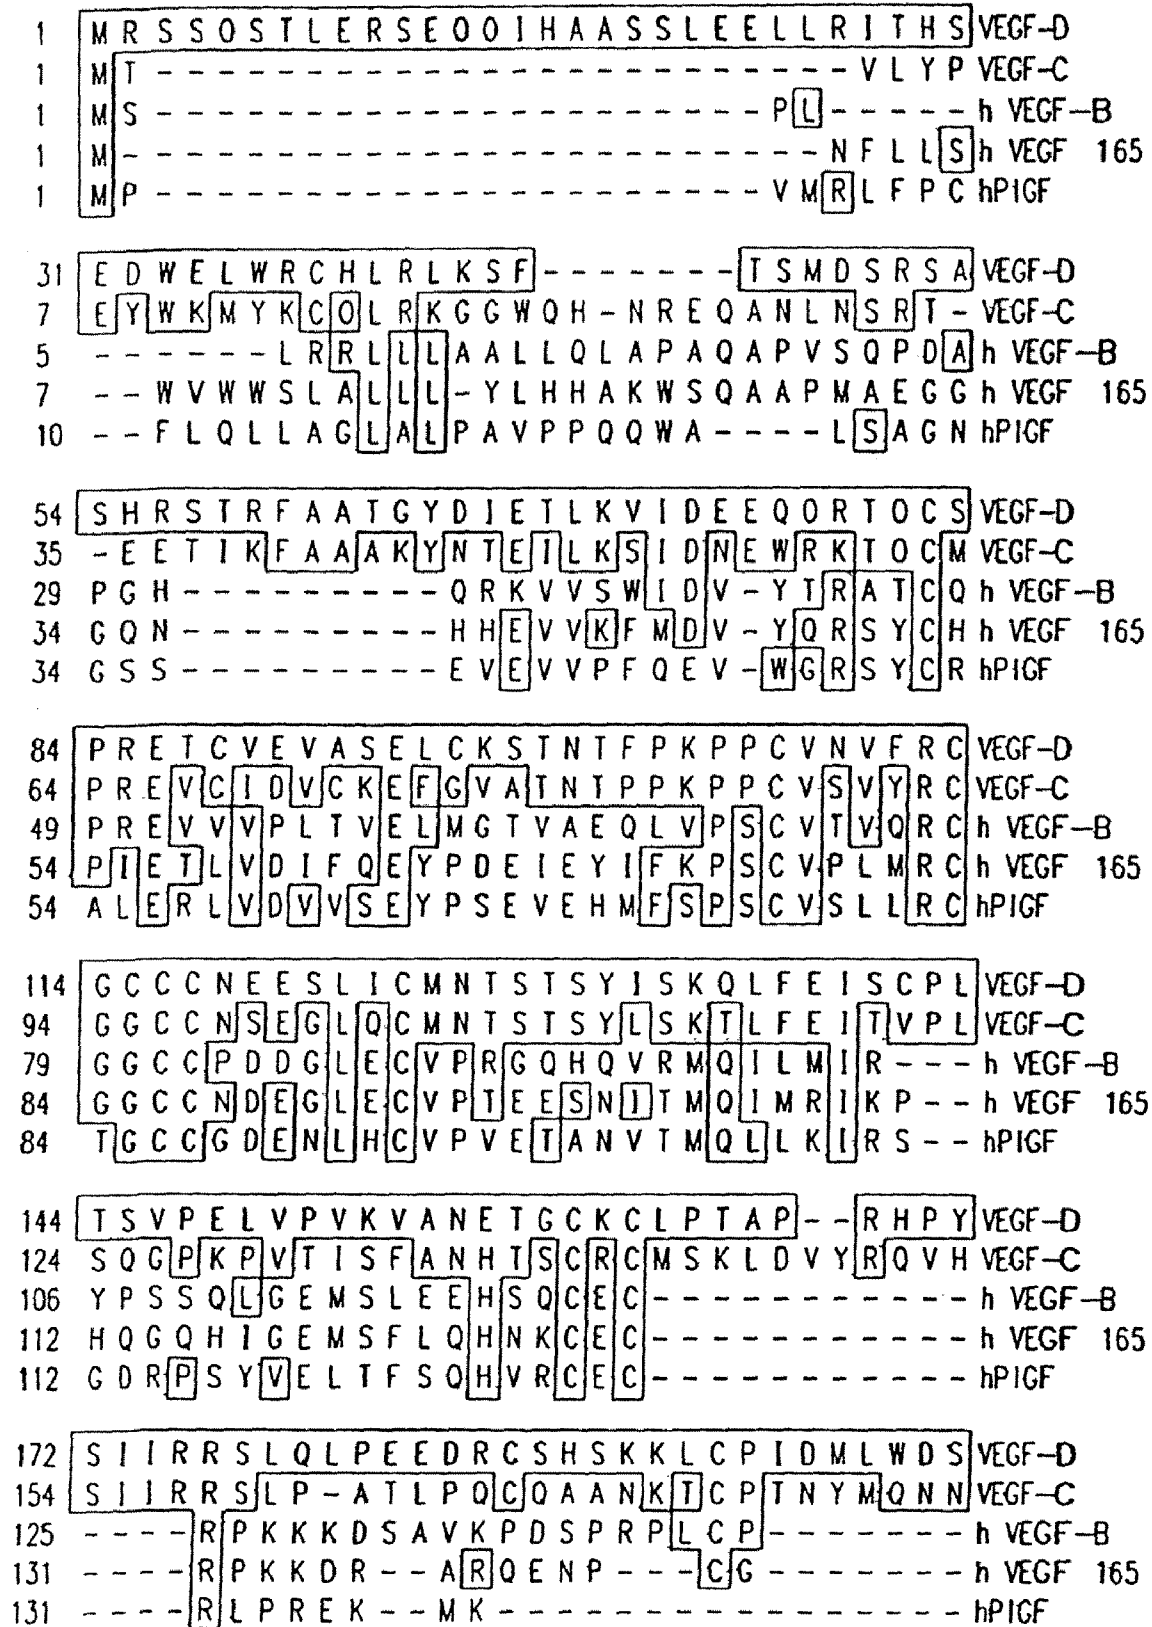 1 M R S S O S T L E R S E O O I H A A S S L E E L L R I T H S VEGF-D
1 M T - - - - - - - - - - - - - - - - - - - - - - - - V L Y P VEGF-C
1 M S - - - - - - - - - - - - - - - - - - - - - P L - - - - - h VEGF-B
1 M - - - - - - - - - - - - - - - - - - - - - - - - N F L L S h VEGF 165
1 M P - - - - - - - - - - - - - - - - - - - - - V M R L F P C hPIGF
31 E D W E L W R C H L R L K S F - - - - - - - T S M D S R S A VEGF-D
7 E Y W K M Y K C O L R K G G W Q H - N R E Q A N L N S R T - VEGF-C
5 - - - - - - L R R L L L A A L L Q L A P A Q A P V S Q P D A h VEGF-B
7 - - W V W W S L A L L L - Y L H H A K W S Q A A P M A E G G h VEGF 165
10 - - F L Q L L A G L A L P A V P P Q Q W A - - - - L S A G N hPIGF
54 S H R S T R F A A T G Y D I E T L K V I D E E Q O R T O C S VEGF-D
35 - E E T I K F A A A K Y N T E I L K S I D N E W R K T O C M VEGF-C
29 P G H - - - - - - - - - Q R K V V S W I D V - Y T R A T C Q h VEGF-B
34 G Q N - - - - - - - - - H H E V V K F M D V - Y Q R S Y C H h VEGF 165
34 G S S - - - - - - - - - E V E V V P F Q E V - W G R S Y C R hPIGF
84 P R E T C V E V A S E L C K S T N T F P K P P C V N V F R C VEGF-D
64 P R E V C I D V C K E F G V A T N T P P K P P C V S V Y R C VEGF-C
49 P R E V V V P L T V E L M G T V A E Q L V P S C V T V Q R C h VEGF-B
54 P I E T L V D I F Q E Y P D E I E Y I F K P S C V P L M R C h VEGF 165
54 A L E R L V D V V S E Y P S E V E H M F S P S C V S L L R C hPIGF
114 G C C C N E E S L I C M N T S T S Y I S K Q L F E I S C P L VEGF-D
94 G G C C N S E G L Q C M N T S T S Y L S K T L F E I T V P L VEGF-C
79 G G C C P D D G L E C V P R G Q H Q V R M Q I L M I R - - - h VEGF-B
84 G G C C N D E G L E C V P T E E S N I T M Q I M R I K P - - h VEGF 165
84 T G C C G D E N L H C V P V E T A N V T M Q L L K I R S - - hPIGF
144 T S V P E L V P V K V A N E T G C K C L P T A P - - R H P Y VEGF-D
124 S Q G P K P V T I S F A N H T S C R C M S K L D V Y R Q V H VEGF-C
106 Y P S S Q L G E M S L E E H S Q C E C - - - - - - - - - - - h VEGF-B
112 H Q G Q H I G E M S F L Q H N K C E C - - - - - - - - - - - h VEGF 165
112 G D R P S Y V E L T F S Q H V R C E C - - - - - - - - - - - hPIGF
172 S I I R R S L Q L P E E D R C S H S K K L C P I D M L W D S VEGF-D
154 S I I R R S L P - A T L P Q C Q A A N K T C P T N Y M Q N N VEGF-C
125 - - - - R P K K K D S A V K P D S P R P L C P - - - - - - - h VEGF-B
131 - - - - R P K K D R - - A R Q E N P - - - C G - - - - - - - h VEGF 165
131 - - - - R L P R E K - - M K - - - - - - - - - - - - - - - - hPIGF